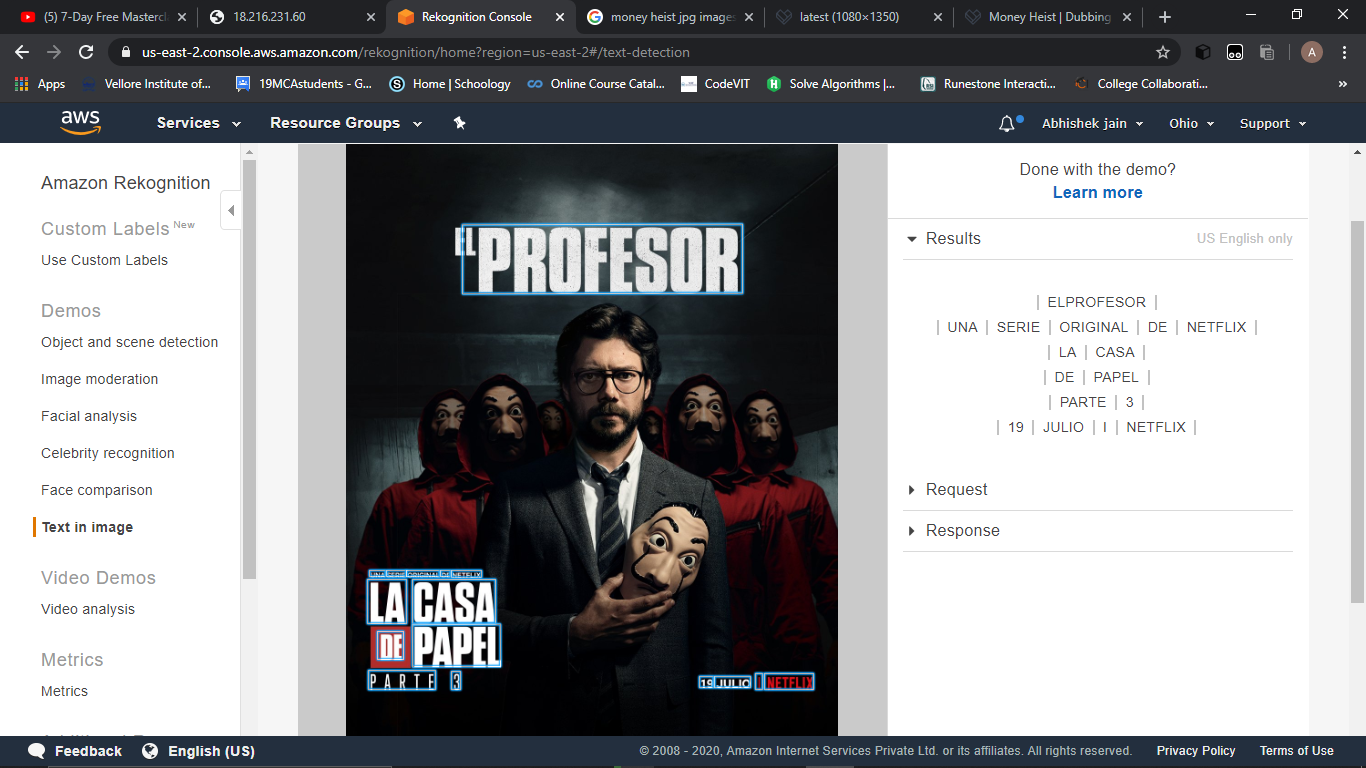 (5) 7-Day Free Mastercl
18.216.231.60
Rekognition Console
money heist jpg images
latest (1080×1350)
Money Heist | Dubbing
us-east-2.console.aws.amazon.com/rekognition/home?region=us-east-2#/text-detection
A
Apps
Vellore Institute of...
19MCAstudents - G...
Home | Schoology
Online Course Catal...
CodeVIT
Solve Algorithms |...
Runestone Interacti...
College Collaborati...
»
aws
Services
Resource Groups
Abhishek jain
Ohio
Support
Amazon Rekognition
Custom Labels New
Use Custom Labels
Demos
Object and scene detection
Image moderation
Facial analysis
Celebrity recognition
Face comparison
Text in image
Video Demos
Video analysis
Metrics
Metrics
EL PROFESOR
UNA SERIE ORIGINAL DE NETFLIX
LA CASA
DE PAPEL
PARTE 3
19 JULIO | NETFLIX
Done with the demo?
Learn more
Results
US English only
| ELPROFESOR |
| UNA | SERIE | ORIGINAL | DE | NETFLIX |
| LA | CASA |
| DE | PAPEL |
| PARTE | 3 |
| 19 | JULIO | I | NETFLIX |
Request
Response
Feedback
English (US)
© 2008 - 2020, Amazon Internet Services Private Ltd. or its affiliates. All rights reserved.
Privacy Policy
Terms of Use